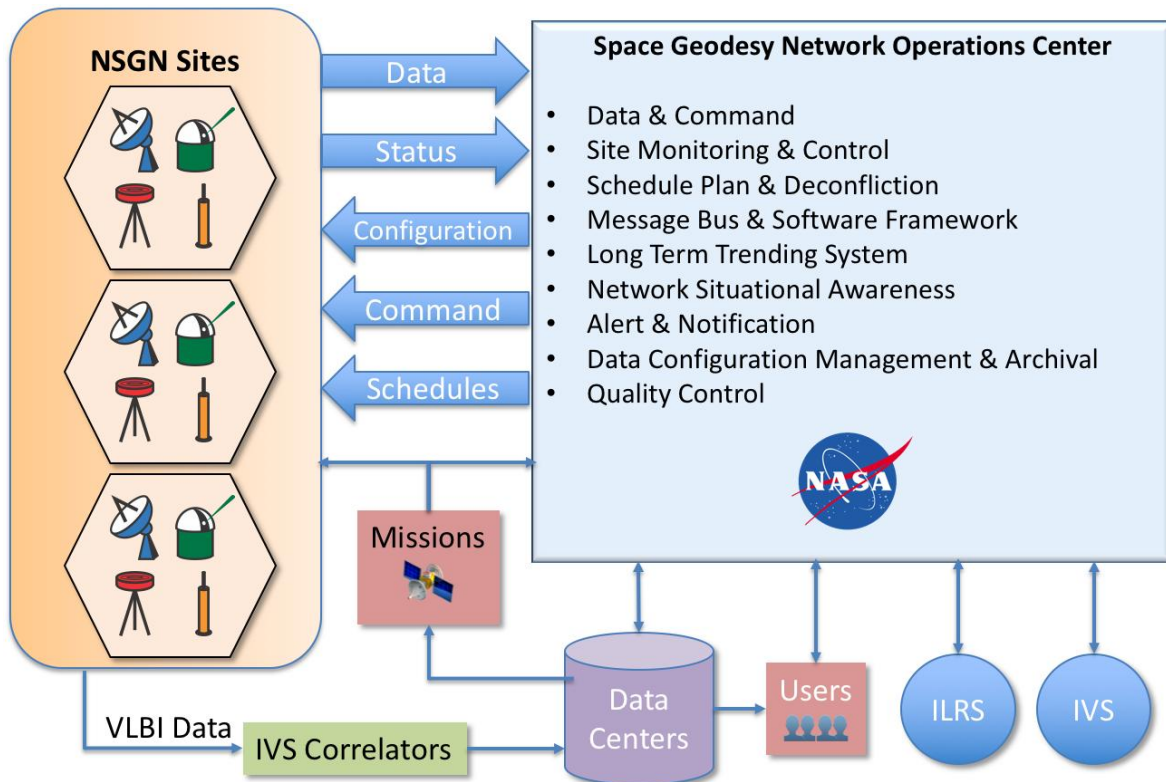 NSGN Sites
Data
Status
Configuration
Command
Schedules
Space Geodesy Network Operations Center
• Data & Command
• Site Monitoring & Control
• Schedule Plan & Deconfliction
• Message Bus & Software Framework
• Long Term Trending System
• Network Situational Awareness
• Alert & Notification
• Data Configuration Management & Archival
• Quality Control
NASA
Missions
VLBI Data
IVS Correlators
Data
Centers
Users
ILRS
IVS